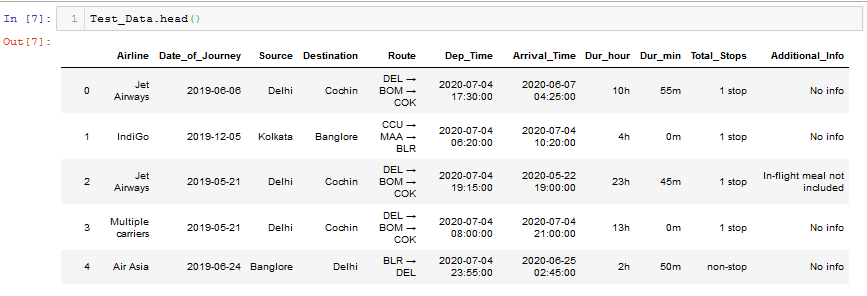 In [7]: 1 Test_Data.head()
Out[7]:
Airline Date_of_Journey Source Destination Route Dep_Time Arrival_Time Dur_hour Dur_min Total_Stops Additional_Info
0 Jet Airways 2019-06-06 Delhi Cochin DEL → BOM → COK 2020-07-04 17:30:00 2020-06-07 04:25:00 10h 55m 1 stop No info
1 IndiGo 2019-12-05 Kolkata Banglore CCU → MAA → BLR 2020-07-04 06:20:00 2020-07-04 10:20:00 4h 0m 1 stop No info
2 Jet Airways 2019-05-21 Delhi Cochin DEL → BOM → COK 2020-07-04 19:15:00 2020-05-22 19:00:00 23h 45m 1 stop In-flight meal not included
3 Multiple carriers 2019-05-21 Delhi Cochin DEL → BOM → COK 2020-07-04 08:00:00 2020-07-04 21:00:00 13h 0m 1 stop No info
4 Air Asia 2019-06-24 Banglore Delhi BLR → DEL 2020-07-04 23:55:00 2020-06-25 02:45:00 2h 50m non-stop No info